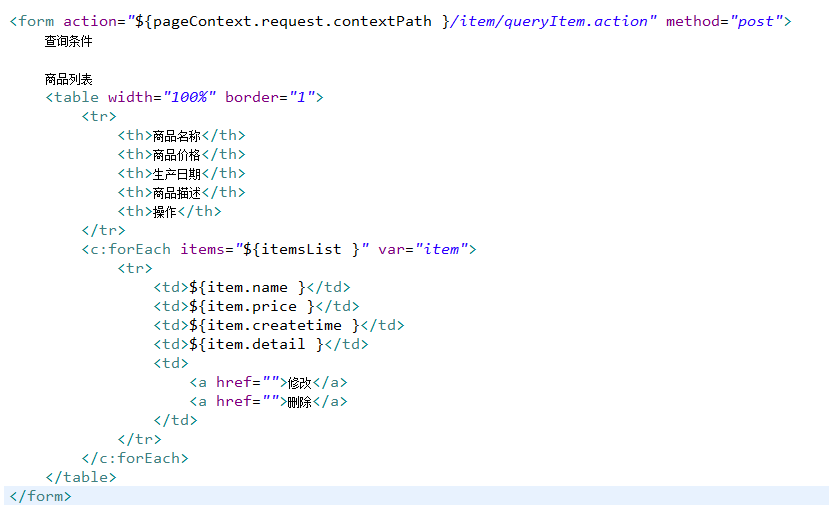 <form action="${pageContext.request.contextPath }/item/queryItem.action" method="post">
查询条件
商品列表
<table width="100%" border="1">
<tr>
<th>商品名称</th>
<th>商品价格</th>
<th>生产日期</th>
<th>商品描述</th>
<th>操作</th>
</tr>
<c:forEach items="${itemsList }" var="item">
<tr>
<td>${item.name }</td>
<td>${item.price }</td>
<td>${item.createtime }</td>
<td>${item.detail }</td>
<td>
<a href="">修改</a>
<a href="">删除</a>
</td>
</tr>
</c:forEach>
</table>
</form>